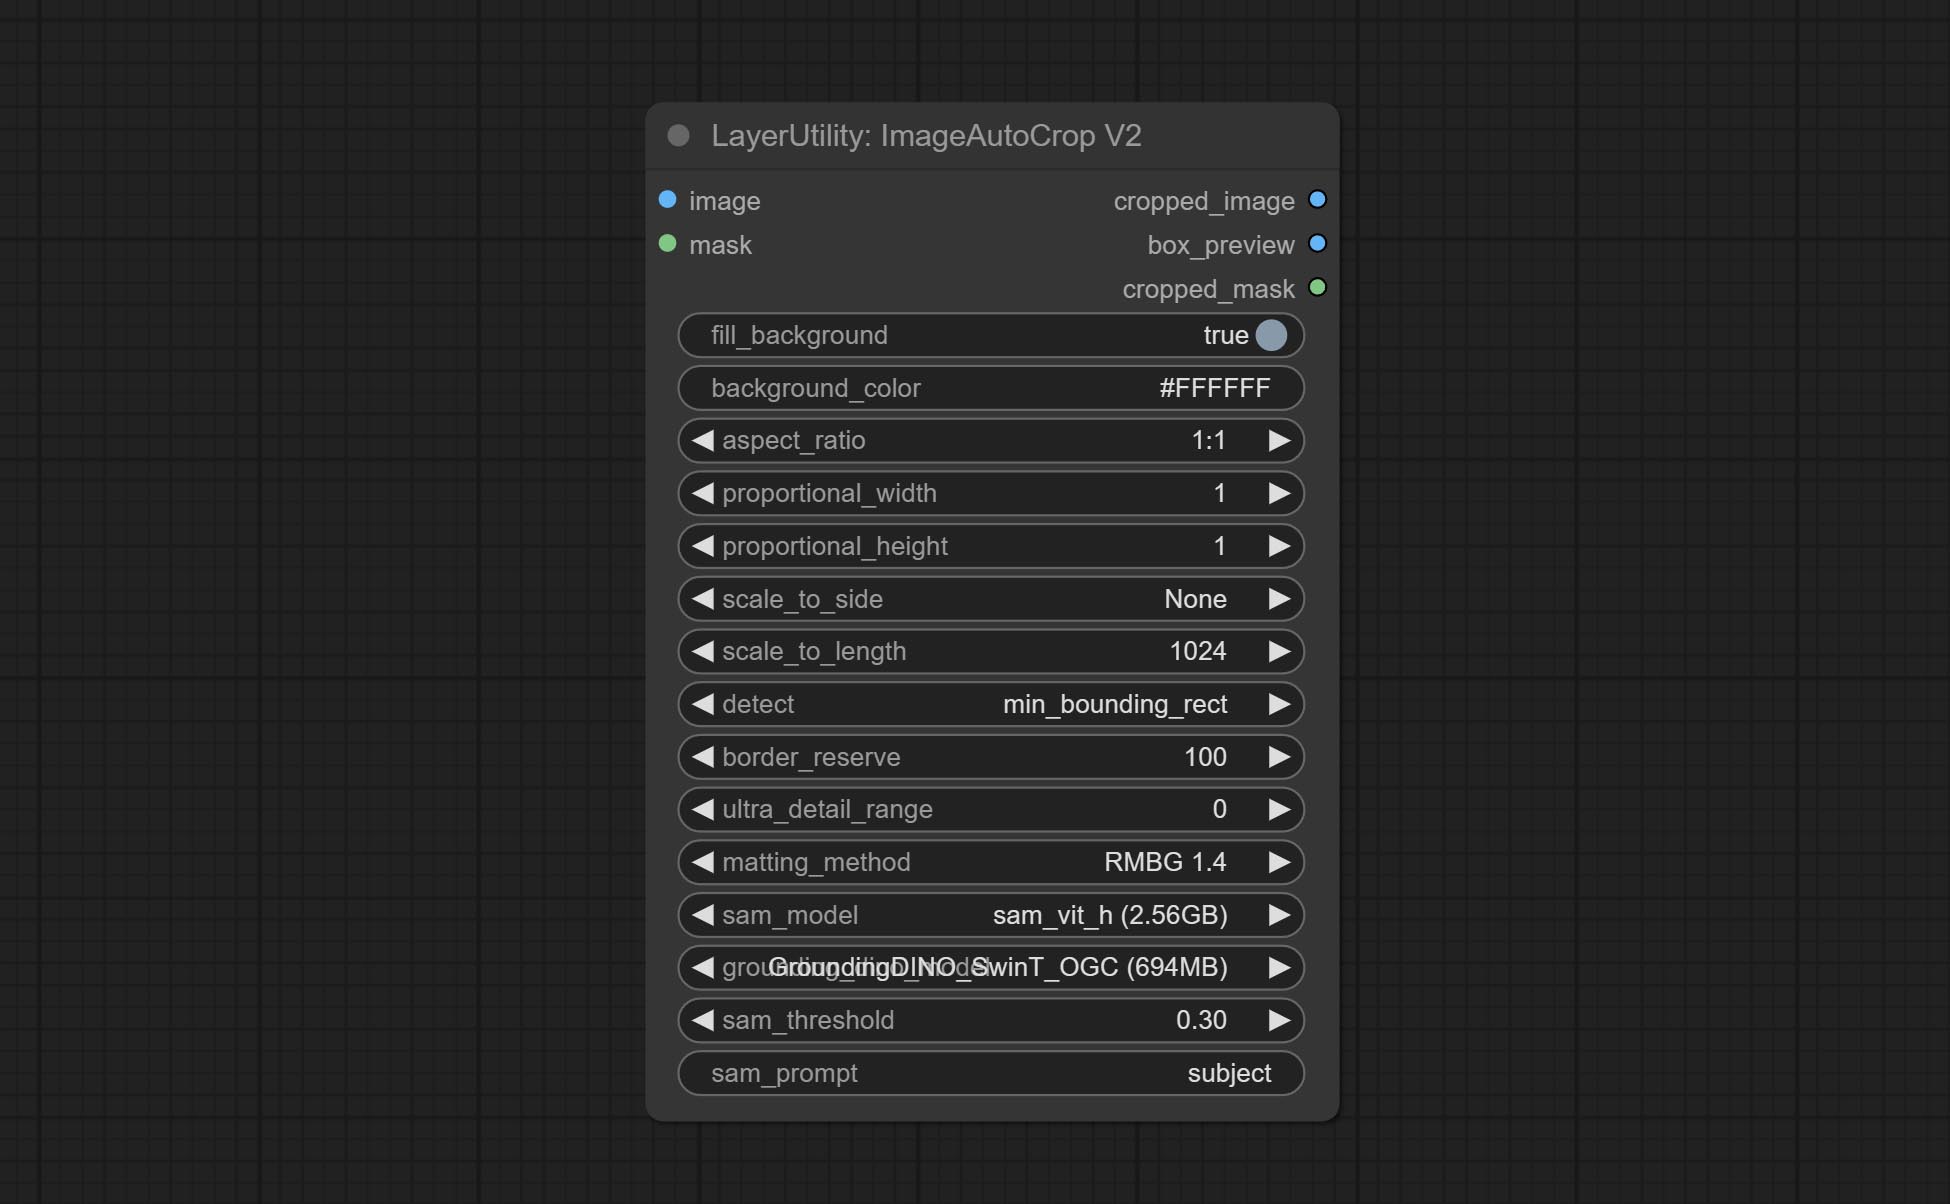 LayerUtility: ImageAutoCrop V2
image cropped_image
mask box_preview
cropped_mask
fill_background true
background_color #FFFFFF
aspect_ratio 1:1
proportional_width 1
proportional_height 1
scale_to_side None
scale_to_length 1024
detect min_bounding_rect
border_reserve 100
ultra_detail_range 0
matting_method RMBG 1.4
sam_model sam_vit_h (2.56GB)
grounding_dino_model GroundingDINO_SwinT_OGC (694MB)
sam_threshold 0.30
sam_prompt subject